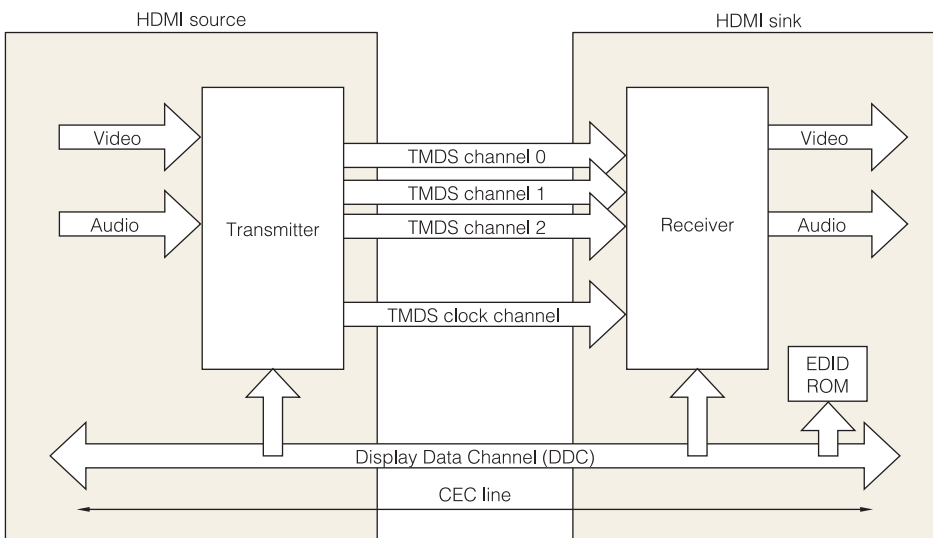 HDMI source
HDMI sink
Video
Audio
Transmitter
TMDS channel 0
TMDS channel 1
TMDS channel 2
TMDS clock channel
Receiver
Video
Audio
EDID
ROM
Display Data Channel (DDC)
CEC line